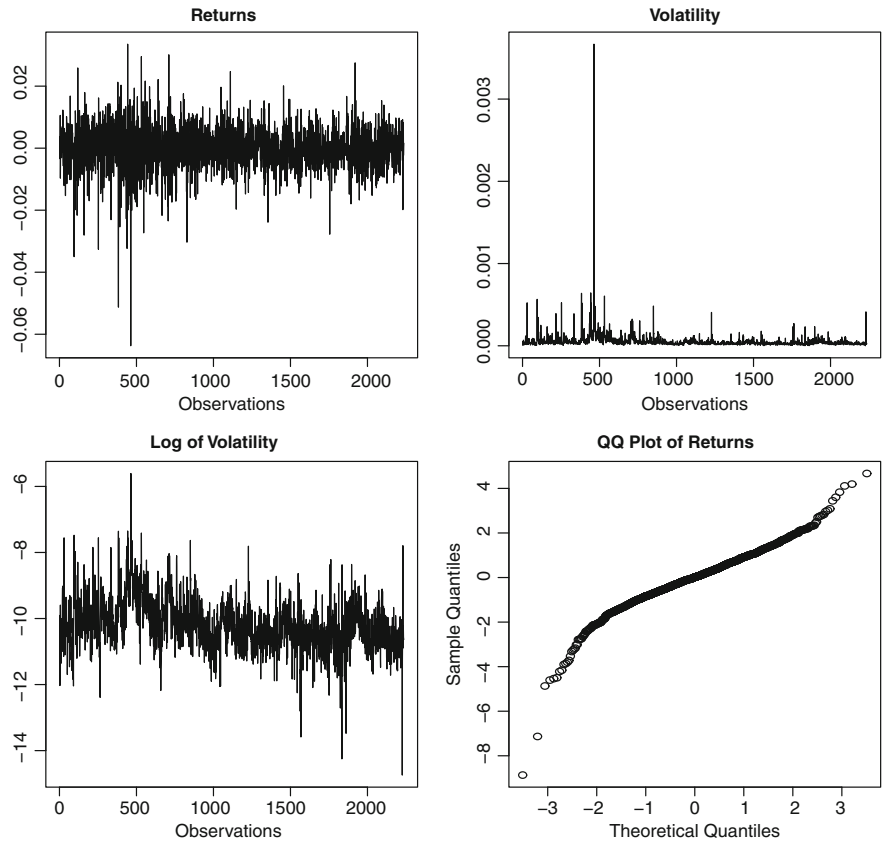 Returns
0.02
0.00
−0.02
−0.04
−0.06
0 500 1000 1500 2000
Observations
Volatility
0.003
0.002
0.001
0.000
0 500 1000 1500 2000
Observations
Log of Volatility
−6
−8
−10
−12
−14
0 500 1000 1500 2000
Observations
QQ Plot of Returns
Sample Quantiles
4
2
0
−2
−4
−6
−8
−3 −2 −1 0 1 2 3
Theoretical Quantiles